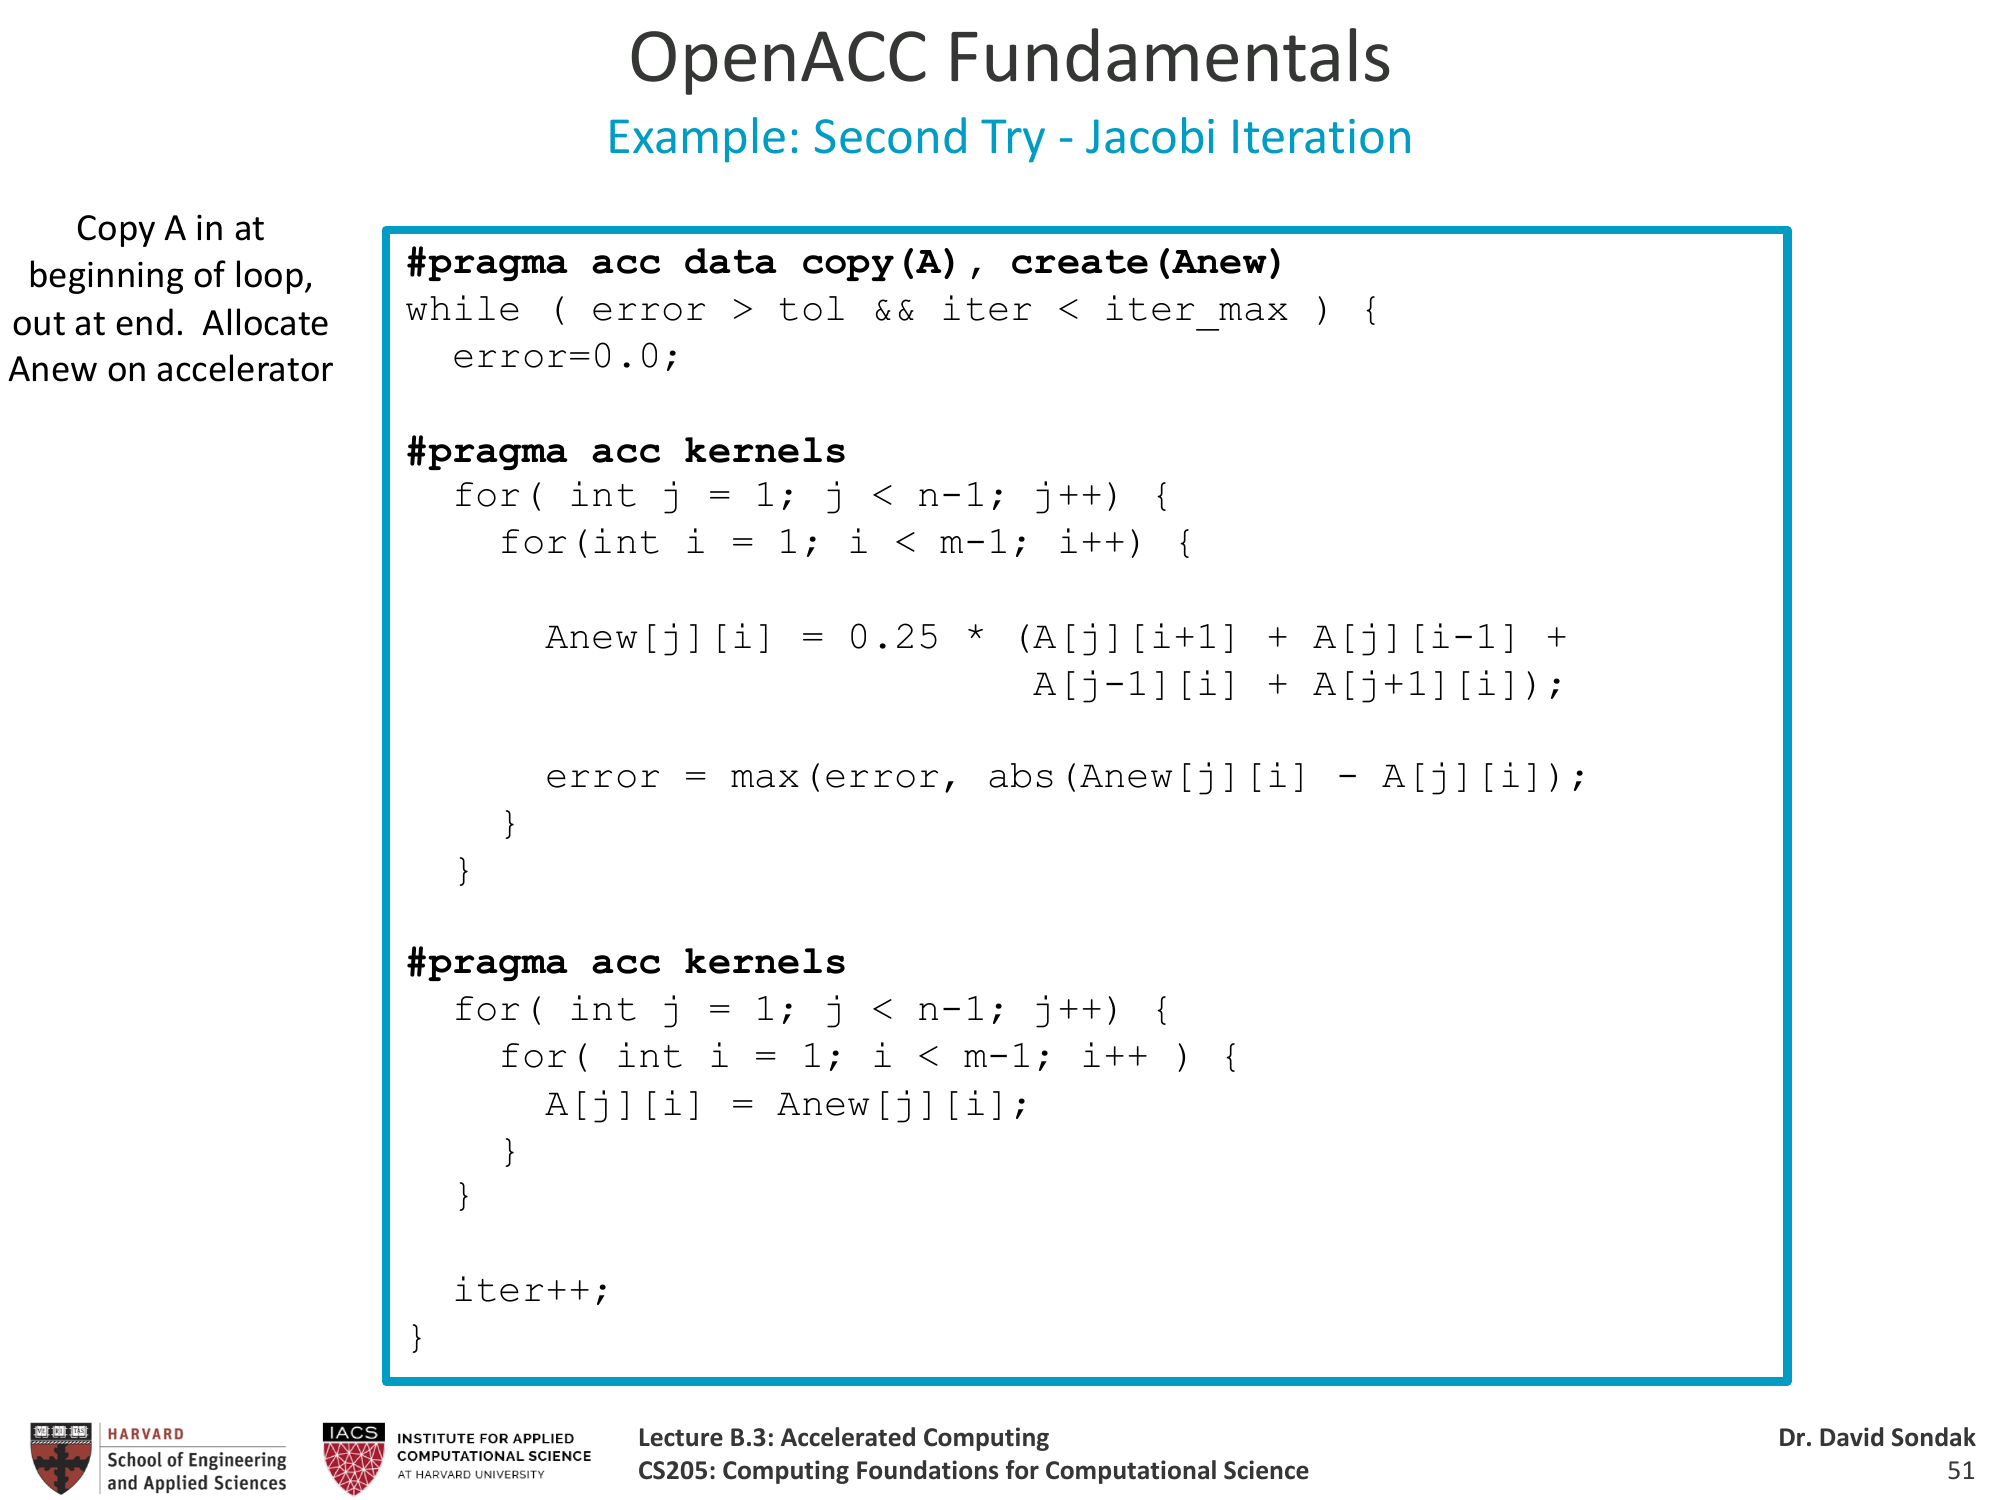 OpenACC Fundamentals
Example: Second Try - Jacobi Iteration
Copy A in at
beginning of loop,
out at end.  Allocate
Anew on accelerator
#pragma acc data copy(A), create(Anew)
while ( error > tol && iter < iter_max ) {
  error=0.0;
#pragma acc kernels
  for( int j = 1; j < n-1; j++) {
    for(int i = 1; i < m-1; i++) {
      Anew[j][i] = 0.25 * (A[j][i+1] + A[j][i-1] +
                           A[j-1][i] + A[j+1][i]);
      error = max(error, abs(Anew[j][i] - A[j][i]);
    }
  }
#pragma acc kernels
  for( int j = 1; j < n-1; j++) {
    for( int i = 1; i < m-1; i++ ) {
      A[j][i] = Anew[j][i];
    }
  }
  iter++;
}
HARVARD
School of Engineering
and Applied Sciences
IACS
INSTITUTE FOR APPLIED
COMPUTATIONAL SCIENCE
AT HARVARD UNIVERSITY
Lecture B.3: Accelerated Computing
CS205: Computing Foundations for Computational Science
Dr. David Sondak
51